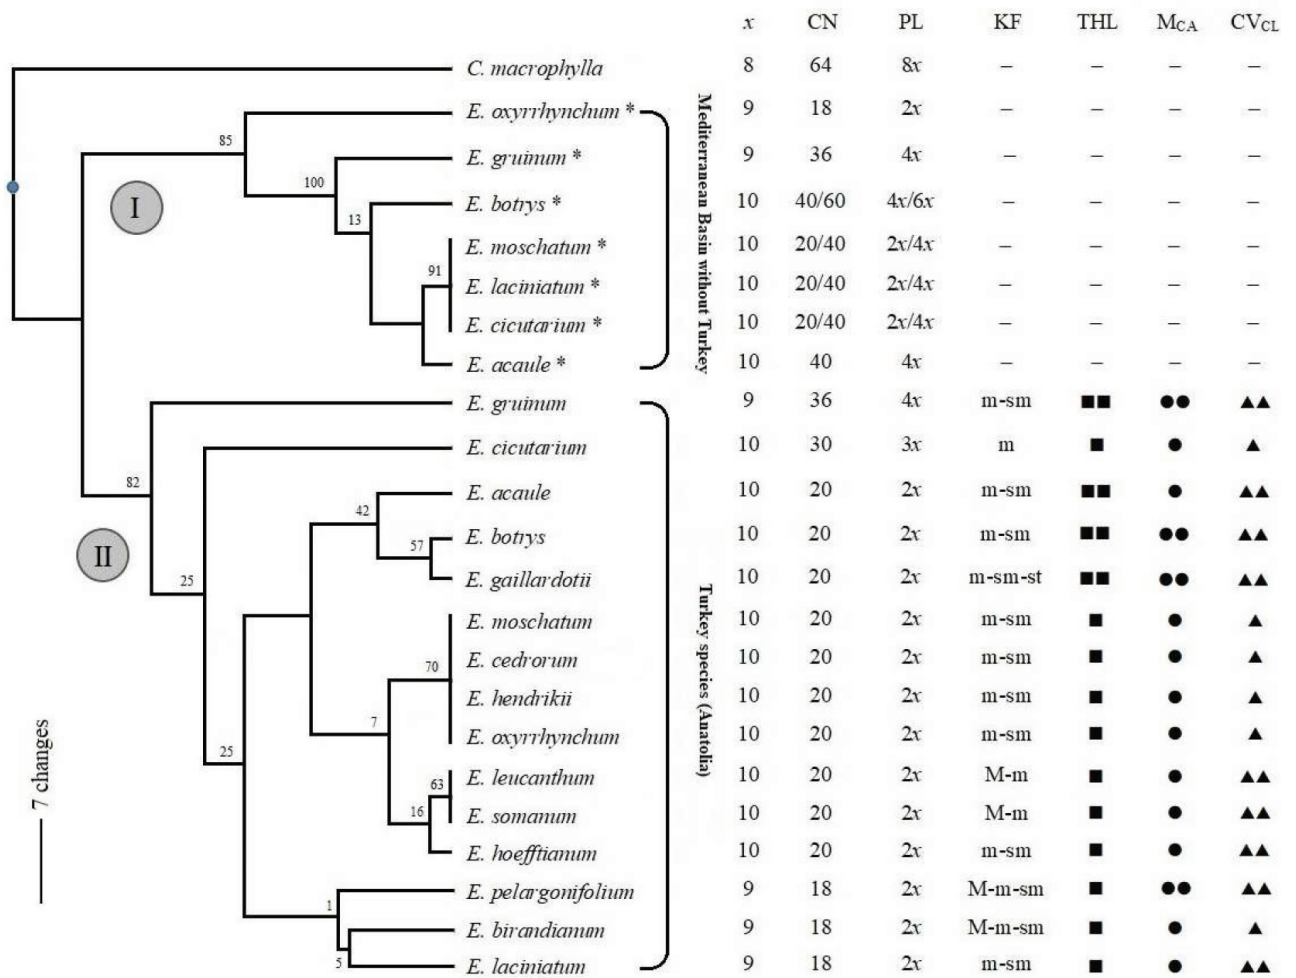 x CN PL KF THL MCA CVCL
C. macrophylla 8 64 8x – – – –
E. oxyrrhynchum * 9 18 2x – – – –
85
E. gruinum * 9 36 4x – – – –
100
E. botrys * 10 40/60 4x/6x – – – –
I
13
E. moschatum * 10 20/40 2x/4x – – – –
91
E. laciniatum * 10 20/40 2x/4x – – – –
E. cicutarium * 10 20/40 2x/4x – – – –
E. acaule * 10 40 4x – – – –
Mediterranean Basin without Turkey
E. gruinum 9 36 4x m-sm ■■ ●● ▲▲
E. cicutarium 10 30 3x m ■ ● ▲
82
E. acaule 10 20 2x m-sm ■■ ● ▲▲
42
E. botrys 10 20 2x m-sm ■■ ●● ▲▲
57
II
E. gaillardotii 10 20 2x m-sm-st ■■ ●● ▲▲
25
E. moschatum 10 20 2x m-sm ■ ● ▲
E. cedrorum 10 20 2x m-sm ■ ● ▲
70
E. hendrikii 10 20 2x m-sm ■ ● ▲
7
E. oxyrrhynchum 10 20 2x m-sm ■ ● ▲
25
E. leucanthum 10 20 2x M-m ■ ● ▲▲
63
E. somanum 10 20 2x M-m ■ ● ▲▲
16
E. hoefftianum 10 20 2x m-sm ■ ● ▲▲
E. pelargonifolium 9 18 2x M-m-sm ■ ●● ▲▲
1
E. birandianum 9 18 2x M-m-sm ■ ● ▲
5
E. laciniatum 9 18 2x m-sm ■ ● ▲▲
Turkey species (Anatolia)
7 changes